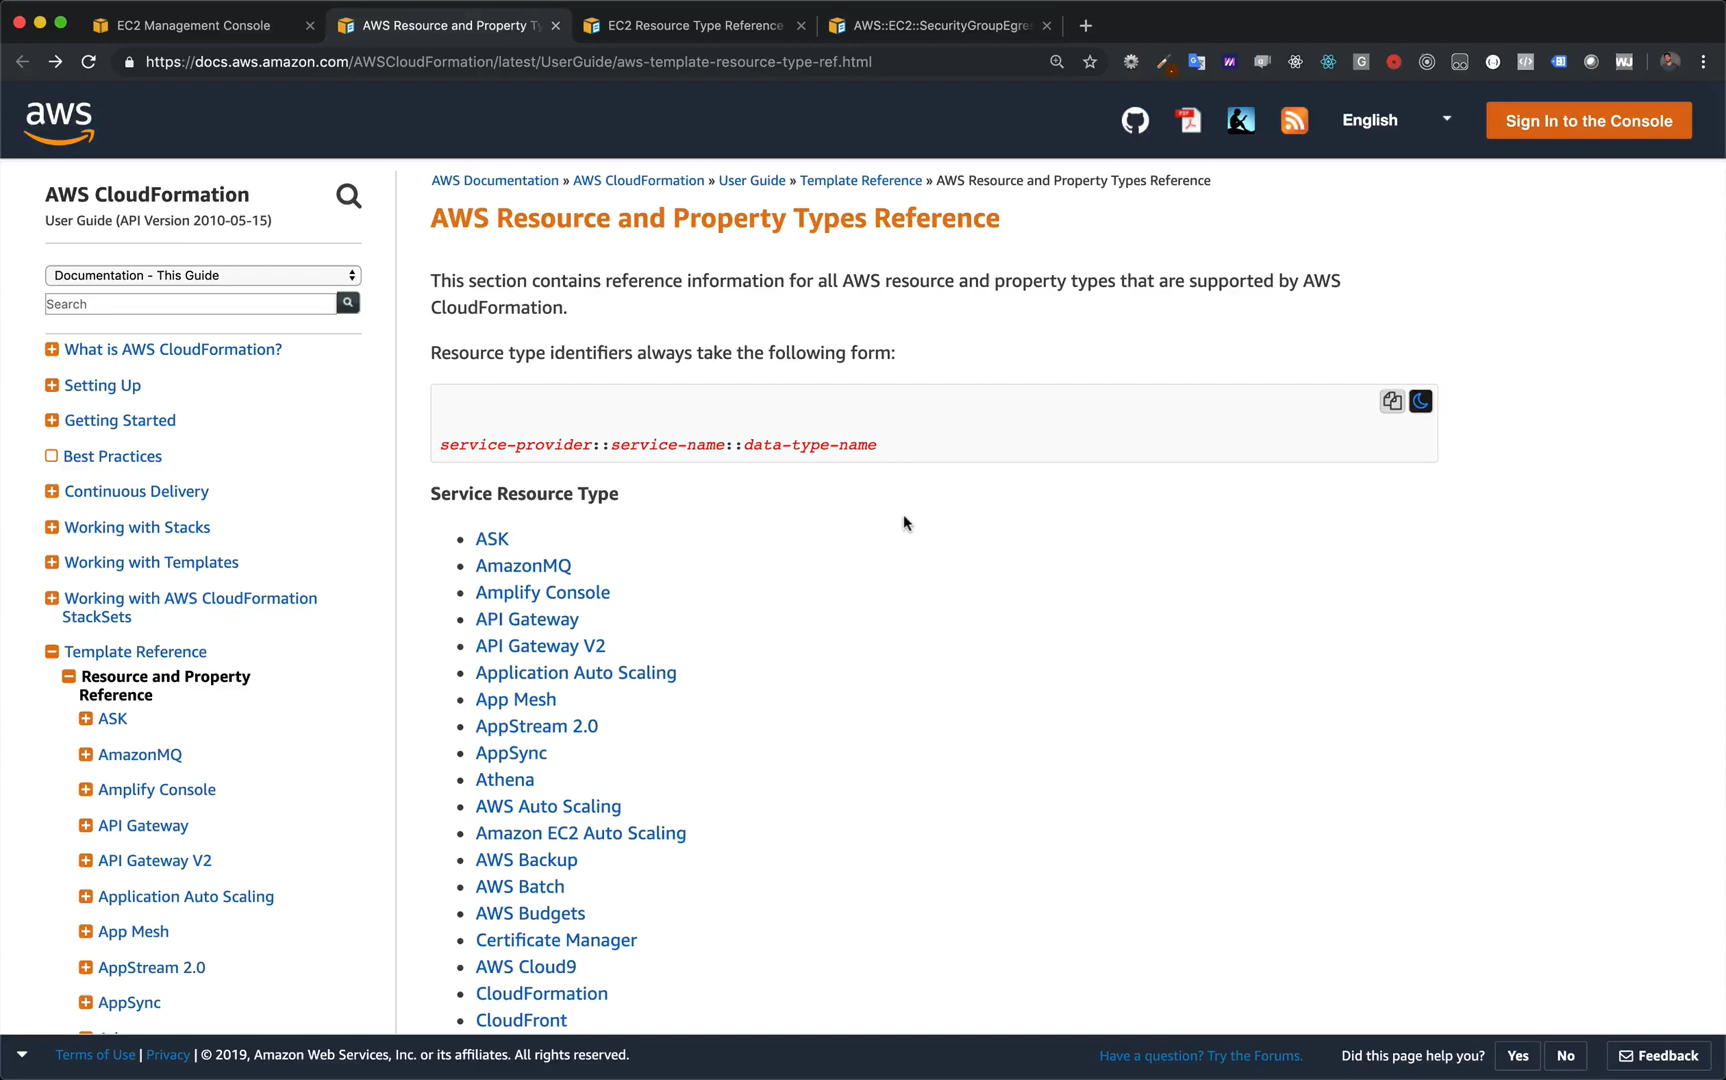 EC2 Management Console
AWS Resource and Property Ty
EC2 Resource Type Reference
AWS::EC2::SecurityGroupEgres
https://docs.aws.amazon.com/AWSCloudFormation/latest/UserGuide/aws-template-resource-type-ref.html
aws
English
Sign In to the Console
AWS CloudFormation
User Guide (API Version 2010-05-15)
Documentation - This Guide
Search
What is AWS CloudFormation?
Setting Up
Getting Started
Best Practices
Continuous Delivery
Working with Stacks
Working with Templates
Working with AWS CloudFormation
StackSets
Template Reference
Resource and Property
Reference
ASK
AmazonMQ
Amplify Console
API Gateway
API Gateway V2
Application Auto Scaling
App Mesh
AppStream 2.0
AppSync
AWS Documentation » AWS CloudFormation » User Guide » Template Reference » AWS Resource and Property Types Reference
AWS Resource and Property Types Reference
This section contains reference information for all AWS resource and property types that are supported by AWS
CloudFormation.
Resource type identifiers always take the following form:
service-provider::service-name::data-type-name
Service Resource Type
ASK
AmazonMQ
Amplify Console
API Gateway
API Gateway V2
Application Auto Scaling
App Mesh
AppStream 2.0
AppSync
Athena
AWS Auto Scaling
Amazon EC2 Auto Scaling
AWS Backup
AWS Batch
AWS Budgets
Certificate Manager
AWS Cloud9
CloudFormation
CloudFront
Terms of Use | Privacy | © 2019, Amazon Web Services, Inc. or its affiliates. All rights reserved.
Have a question? Try the Forums.
Did this page help you?
Yes
No
Feedback